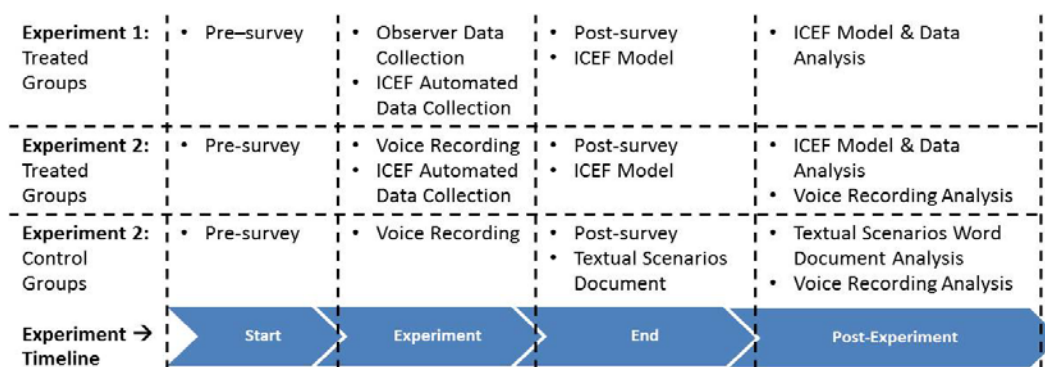 Experiment 1:
Treated
Groups
• Pre–survey
• Observer Data
Collection
• ICEF Automated
Data Collection
• Post-survey
• ICEF Model
• ICEF Model & Data
Analysis
Experiment 2:
Treated
Groups
• Pre-survey
• Voice Recording
• ICEF Automated
Data Collection
• Post-survey
• ICEF Model
• ICEF Model & Data
Analysis
• Voice Recording Analysis
Experiment 2:
Control
Groups
• Pre-survey
• Voice Recording
• Post-survey
• Textual Scenarios
Document
• Textual Scenarios Word
Document Analysis
• Voice Recording Analysis
Experiment →
Timeline
Start
Experiment
End
Post-Experiment